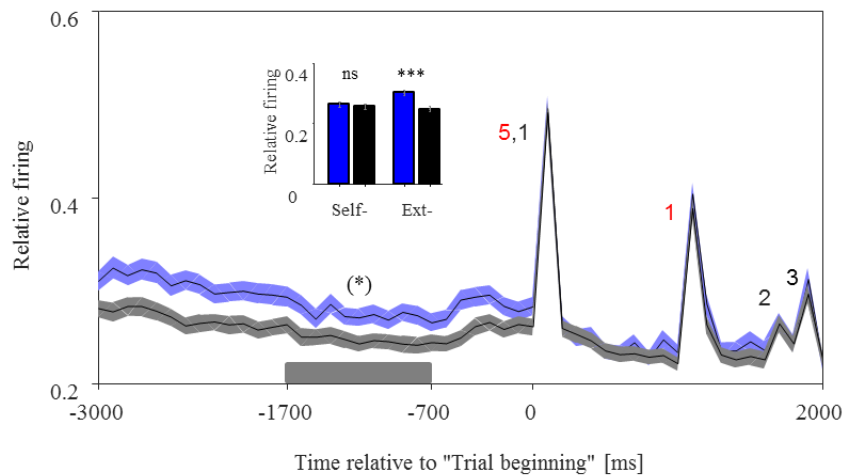 0.6
0.4
0.2
Relative firing
0.4
0.2
0
Relative firing
ns
***
Self-
Ext-
(*)
5,1
1
2
3
-3000
-1700
-700
0
2000
Time relative to "Trial beginning" [ms]